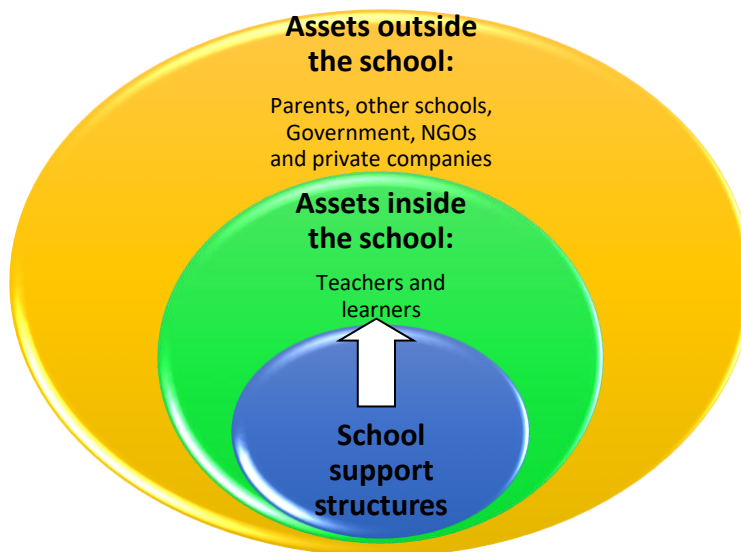 Assets outside
the school:
Parents, other schools,
Government, NGOs
and private companies
Assets inside
the school:
Teachers and
learners
School
support
structures